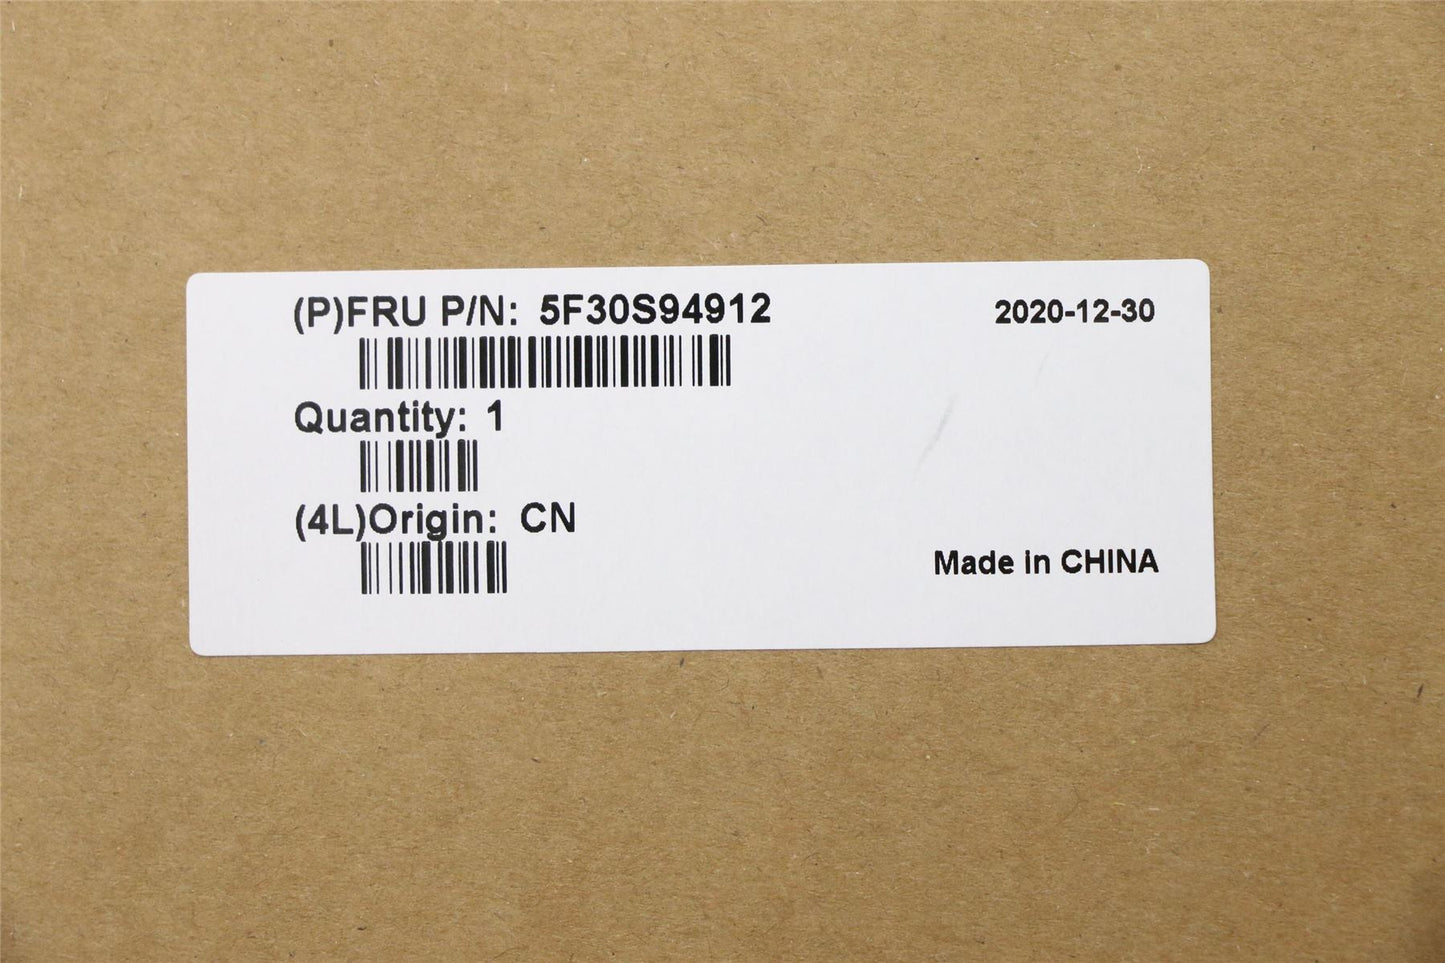 (P)FRU P/N: 5F30S94912
2020-12-30
Quantity: 1
(4L)Origin: CN
Made in CHINA